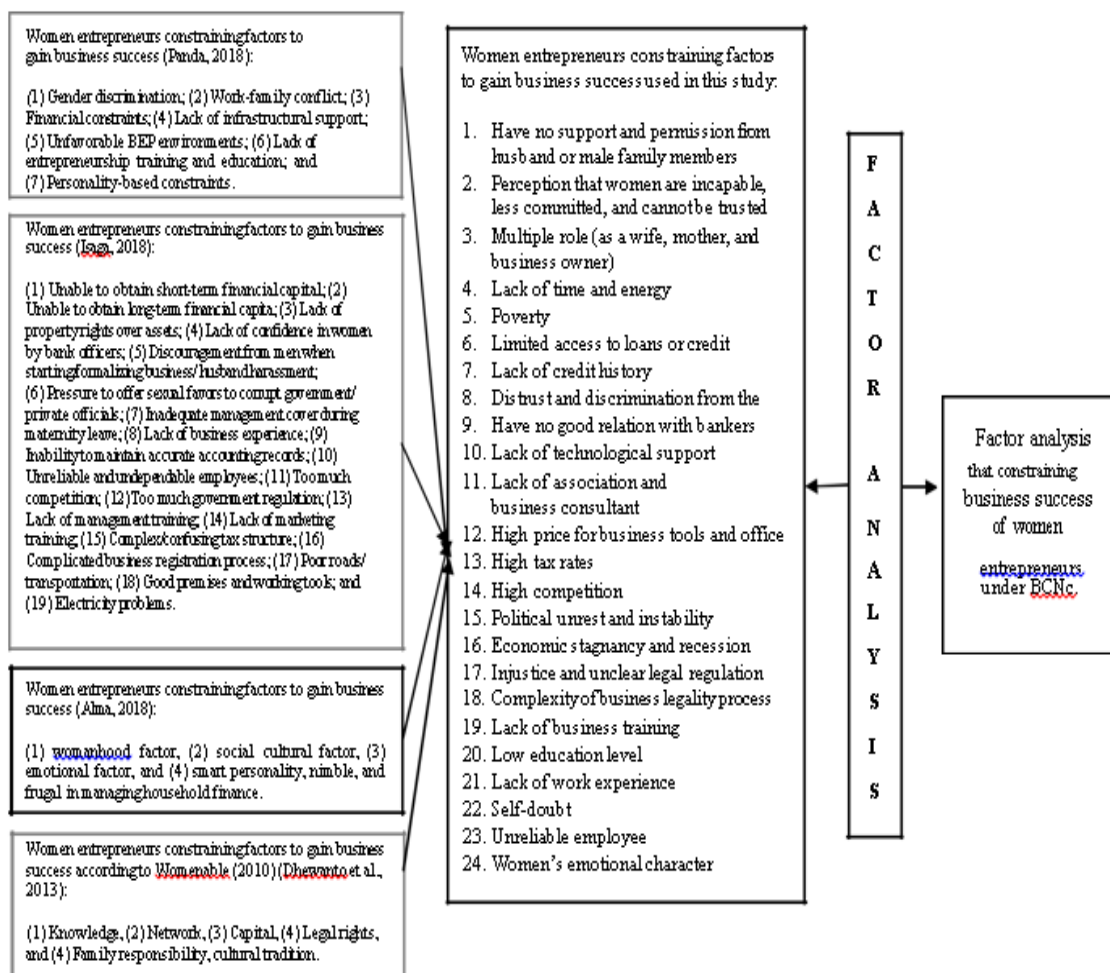 Women entrepreneurs constraining factors to
gain business success (Panda, 2018):
(1) Gender discrimination; (2) Work-family conflict; (3)
Financial constraints; (4) Lack of infrastructural support;
(5) Unfavorable BEP environments; (6) Lack of
entrepreneurship training and education; and
(7) Personality-based constraints.
Women entrepreneurs constraining factors to gain business
success (Isaga, 2018):
(1) Unable to obtain short-term financial capital; (2)
Unable to obtain long-term financial capita; (3) Lack of
property rights over assets; (4) Lack of confidence in women
by bank officers; (5) Discouragement from men when
starting/formalizing business/ husband harassment;
(6) Pressure to offer sexual favors to corrupt government/
private officials; (7) Inadequate management cover during
maternity leave; (8) Lack of business experience; (9)
Inability to maintain accurate accounting records; (10)
Unreliable and undependable employees; (11) Too much
competition; (12) Too much government regulation; (13)
Lack of management training; (14) Lack of marketing
training; (15) Complex/confusing tax structure; (16)
Complicated business registration process; (17) Poor roads/
transportation; (18) Good premises and working tools; and
(19) Electricity problems.
Women entrepreneurs constraining factors to gain business
success (Alma, 2018):
(1) womanhood factor, (2) social cultural factor, (3)
emotional factor, and (4) smart personality, nimble, and
frugal in managing household finance.
Women entrepreneurs constraining factors to gain business
success according to Womenable (2010) (Dhewanto et al.,
2013):
(1) Knowledge, (2) Network, (3) Capital, (4) Legal rights,
and (4) Family responsibility, cultural tradition.
Women entrepreneurs constraining factors
to gain business success used in this study:
1. Have no support and permission from
husband or male family members
2. Perception that women are incapable,
less committed, and cannot be trusted
3. Multiple role (as a wife, mother, and
business owner)
4. Lack of time and energy
5. Poverty
6. Limited access to loans or credit
7. Lack of credit history
8. Distrust and discrimination from the
9. Have no good relation with bankers
10. Lack of technological support
11. Lack of association and
business consultant
12. High price for business tools and office
13. High tax rates
14. High competition
15. Political unrest and instability
16. Economic stagnancy and recession
17. Injustice and unclear legal regulation
18. Complexity of business legality process
19. Lack of business training
20. Low education level
21. Lack of work experience
22. Self-doubt
23. Unreliable employee
24. Women's emotional character
F
A
C
T
O
R
A
N
A
L
Y
S
I
S
Factor analysis
that constraining
business success
of women
entrepreneurs
under BCNc.